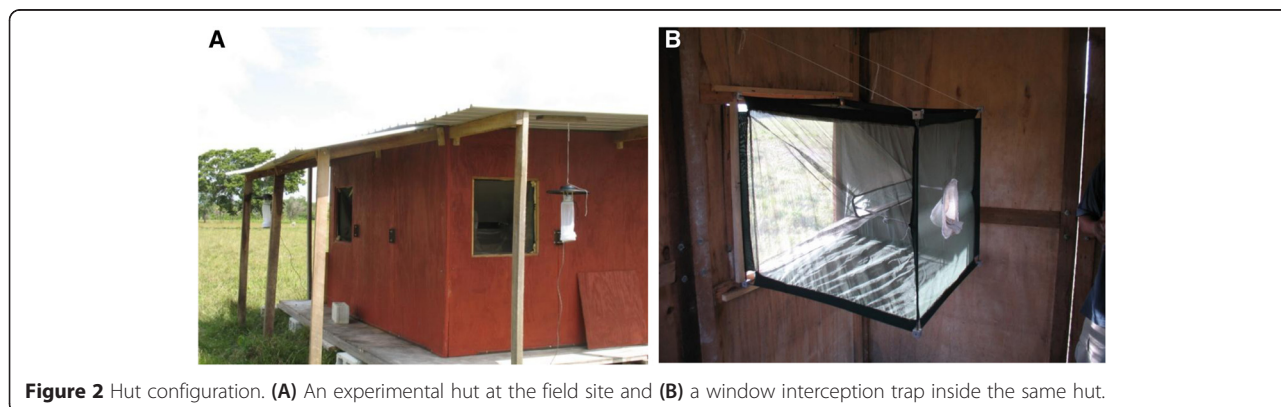 A
B
Figure 2 Hut configuration. (A) An experimental hut at the field site and (B) a window interception trap inside the same hut.